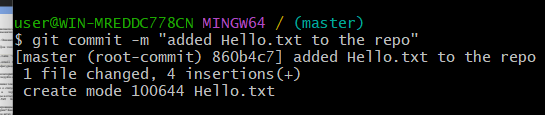 user@WIN-MREDDC778CN MINGW64 / (master)
$ git commit -m "added Hello.txt to the repo"
[master (root-commit) 860b4c7] added Hello.txt to the repo
 1 file changed, 4 insertions(+)
 create mode 100644 Hello.txt